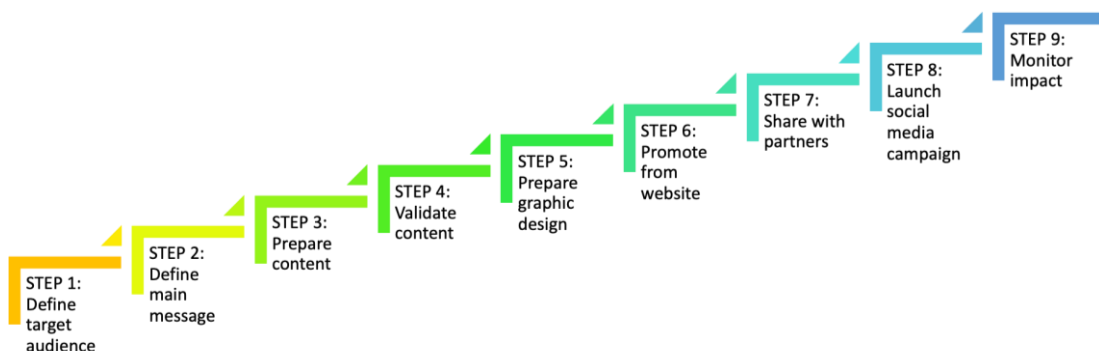 STEP 1:
Define
target
audience
STEP 2:
Define
main
message
STEP 3:
Prepare
content
STEP 4:
Validate
content
STEP 5:
Prepare
graphic
design
STEP 6:
Promote
from
website
STEP 7:
Share with
partners
STEP 8:
Launch
social
media
campaign
STEP 9:
Monitor
impact